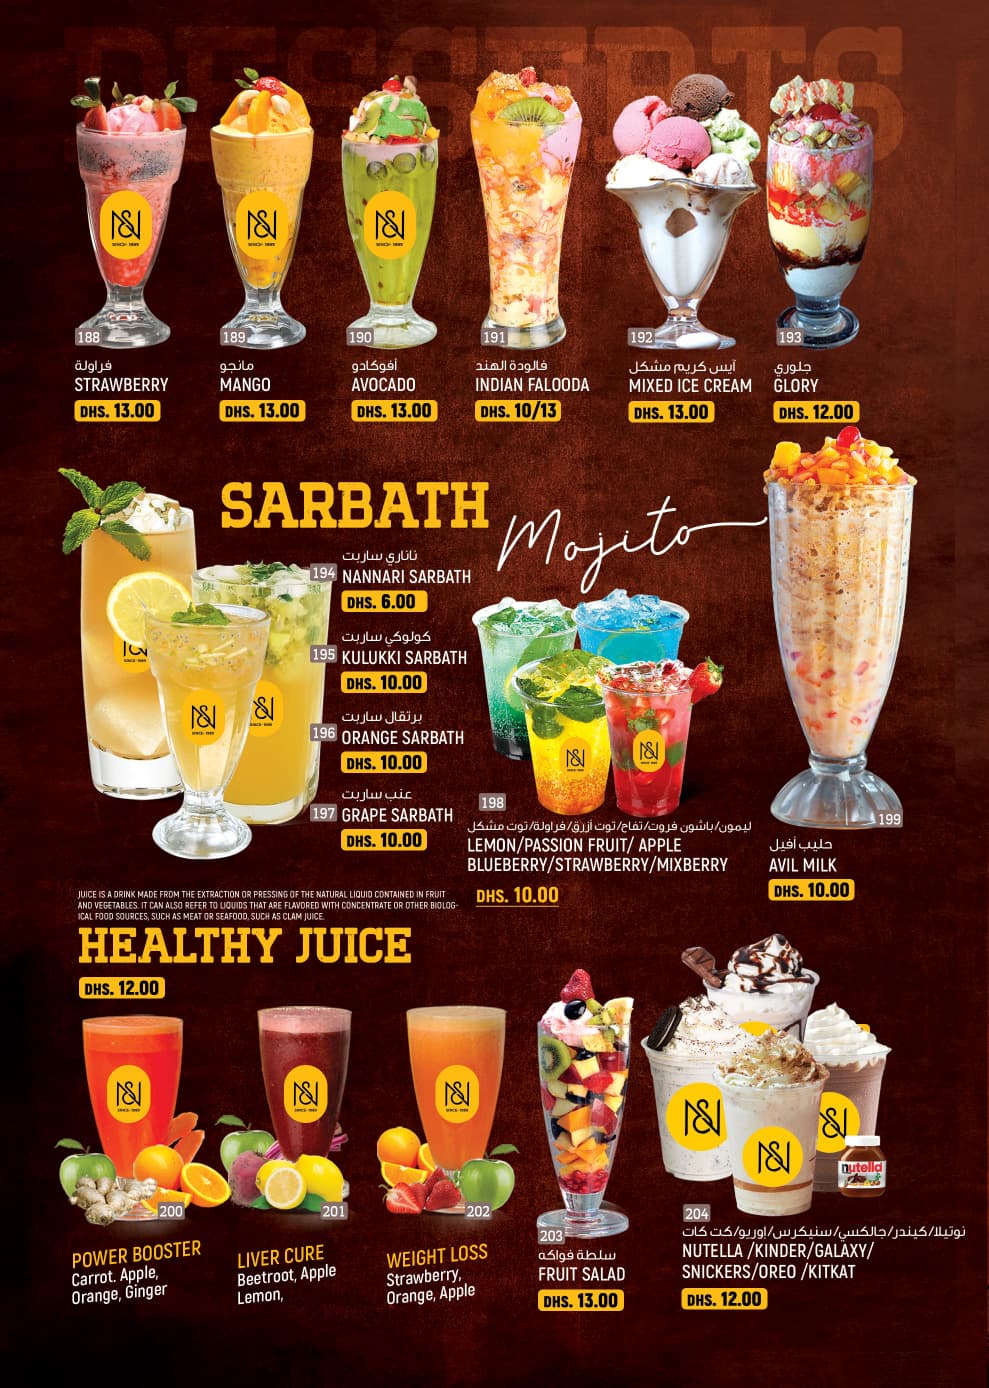 DESSERTS
188
فراولة
STRAWBERRY
DHS. 13.00
189
مانجو
MANGO
DHS. 13.00
190
أفوكادو
AVOCADO
DHS. 13.00
191
فالودة الهند
INDIAN FALOODA
DHS. 10/13
192
آيس كريم مشكل
MIXED ICE CREAM
DHS. 13.00
193
جلوري
GLORY
DHS. 12.00
SARBATH
194
ناناري ساربت
NANNARI SARBATH
DHS. 6.00
195
كولوكي ساربت
KULUKKI SARBATH
DHS. 10.00
196
برتقال ساربت
ORANGE SARBATH
DHS. 10.00
197
عنب ساربت
GRAPE SARBATH
DHS. 10.00
Mojito
198
ليمون/باشون فروت/تفاح/توت أزرق/فراولة/توت مشكل
LEMON/PASSION FRUIT/ APPLE
BLUEBERRY/STRAWBERRY/MIXBERRY
DHS. 10.00
199
حليب أفيل
AVIL MILK
DHS. 10.00
JUICE IS A DRINK MADE FROM THE EXTRACTION OR PRESSING OF THE NATURAL LIQUID CONTAINED IN FRUIT
AND VEGETABLES. IT CAN ALSO REFER TO LIQUIDS THAT ARE FLAVORED WITH CONCENTRATE OR OTHER BIOLOG-
ICAL FOOD SOURCES, SUCH AS MEAT OR SEAFOOD, SUCH AS CLAM JUICE.
HEALTHY JUICE
DHS. 12.00
200
POWER BOOSTER
Carrot. Apple,
Orange, Ginger
201
LIVER CURE
Beetroot, Apple
Lemon,
202
WEIGHT LOSS
Strawberry,
Orange, Apple
203
سلطة فواكه
FRUIT SALAD
DHS. 13.00
nutella
204
نوتيلا/كيندر/جالكسي/سنيكرس/اوريو/كت كات
NUTELLA /KINDER/GALAXY/
SNICKERS/OREO /KITKAT
DHS. 12.00